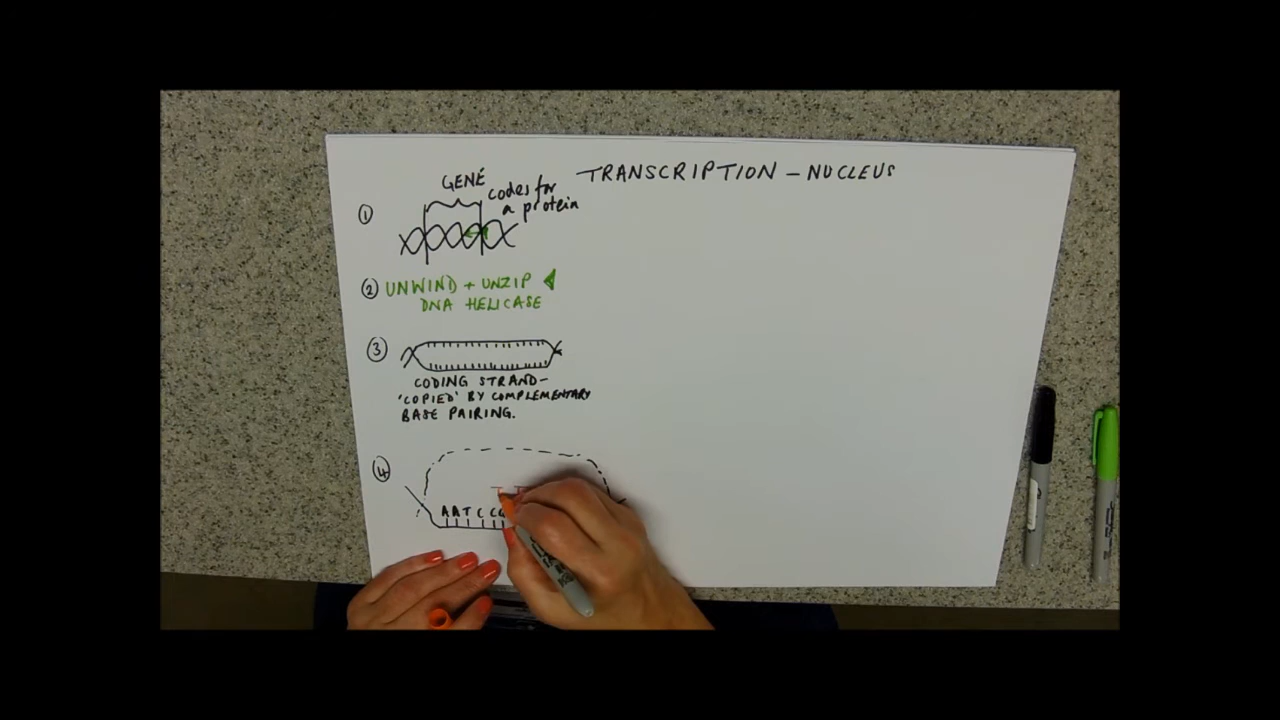 TRANSCRIPTION – NUCLEUS
GENE
codes for
a protein
①
② UNWIND + UNZIP
DNA HELICASE
③
CODING STRAND –
'COPIED' BY COMPLEMENTARY
BASE PAIRING.
④
AATCCG